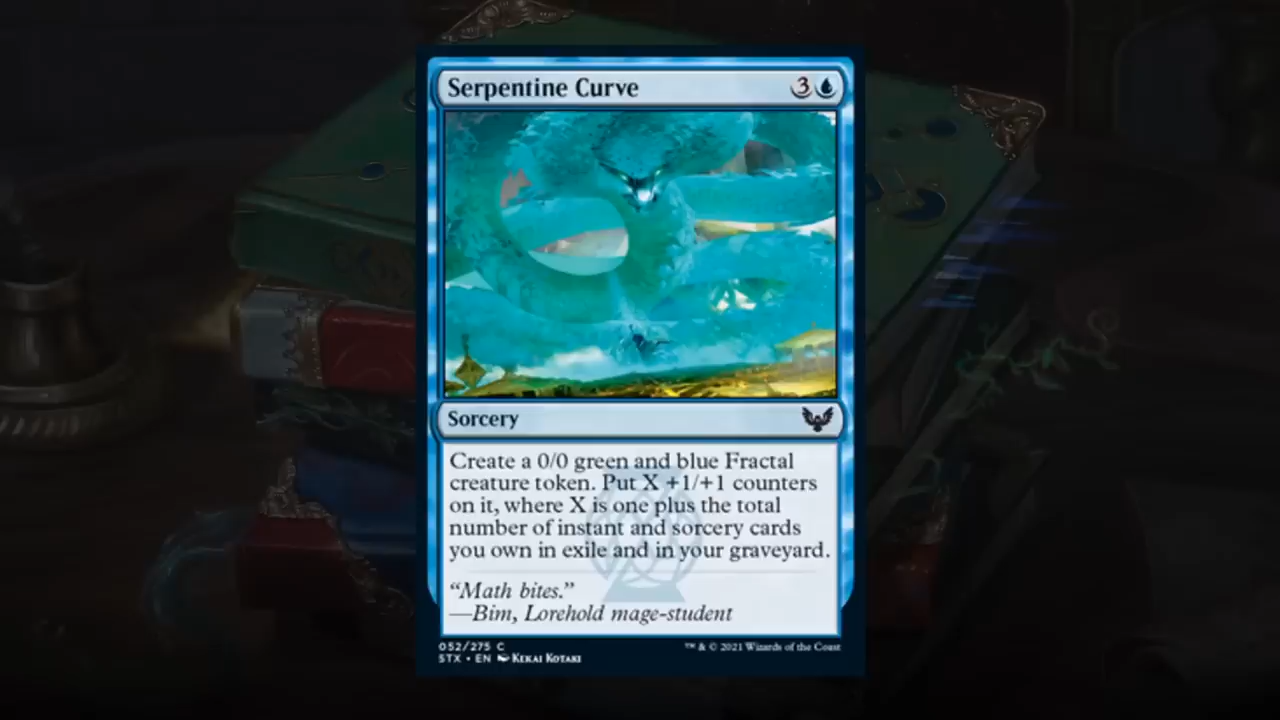 Serpentine Curve 3
Sorcery
Create a 0/0 green and blue Fractal
creature token. Put X +1/+1 counters
on it, where X is one plus the total
number of instant and sorcery cards
you own in exile and in your graveyard.
“Math bites.”
—Bim, Lorehold mage-student
052/275 C
™ & © 2021 Wizards of the Coast
STX • EN Kekai Kotaki